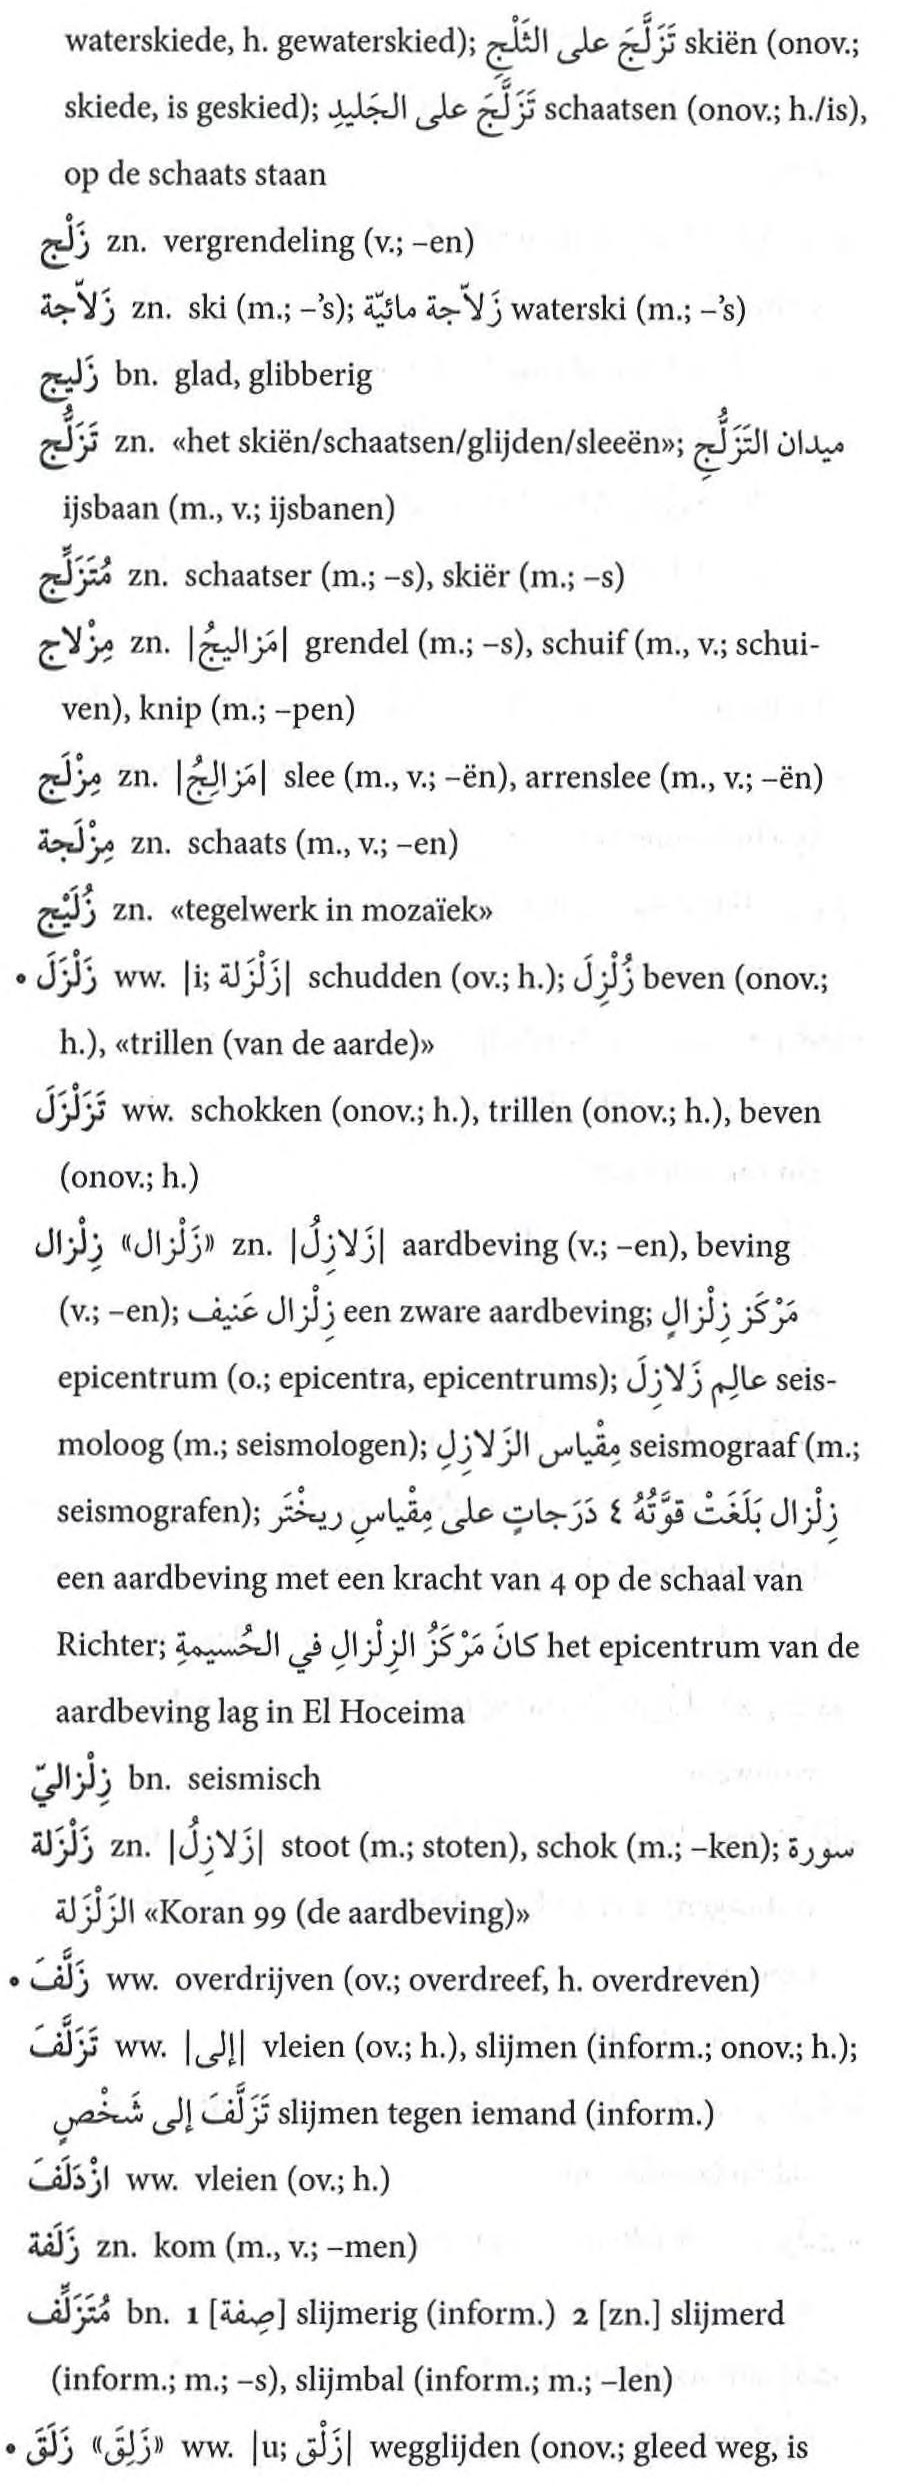 waterskiede, h. gewaterskied); تَزَلَّجَ على الثَلْجِ skiën (onov.;
skiede, is geskied); تَزَلَّجَ على الجَليدِ schaatsen (onov.; h./is),
op de schaats staan
زَلْج zn. vergrendeling (v.; –en)
زَلاّجة zn. ski (m.; –’s); زَلاّجة مائيّة waterski (m.; –’s)
زَليج bn. glad, glibberig
تَزَلُّج zn. «het skiën/schaatsen/glijden/sleeën»; ميدان التَزَلُّجِ
ijsbaan (m., v.; ijsbanen)
مُتَزَلِّج zn. schaatser (m.; –s), skiër (m.; –s)
مِزْلاج zn. |مَزاليجُ| grendel (m.; –s), schuif (m., v.; schui-
ven), knip (m.; –pen)
مِزْلَج zn. |مَزالِجُ| slee (m., v.; –ën), arrenslee (m., v.; –ën)
مِزْلَجة zn. schaats (m., v.; –en)
زُلَيْج zn. «tegelwerk in mozaïek»
• زَلْزَلَ ww. |i; زَلْزَلة| schudden (ov.; h.); زُلْزِلَ beven (onov.;
h.), «trillen (van de aarde)»
تَزَلْزَلَ ww. schokken (onov.; h.), trillen (onov.; h.), beven
(onov.; h.)
زِلْزال «زَلْزال» zn. |زَلازِلُ| aardbeving (v.; –en), beving
(v.; –en); زِلْزال عَنيف een zware aardbeving; مَرْكَز زِلْزالٍ
epicentrum (o.; epicentra, epicentrums); عالِم زَلازِلَ seis-
moloog (m.; seismologen); مِقْياس الزَلازِلِ seismograaf (m.;
seismografen); زِلْزال بَلَغَتْ قوَّتُهُ ٤ دَرَجاتٍ على مِقْياسِ ريخْتَر
een aardbeving met een kracht van 4 op de schaal van
Richter; كانَ مَرْكَزُ الزِلْزالِ في الحُسيمةِ het epicentrum van de
aardbeving lag in El Hoceima
زِلْزاليّ bn. seismisch
زَلْزَلة zn. |زَلازِلُ| stoot (m.; stoten), schok (m.; –ken); سورة
الزَلْزَلة «Koran 99 (de aardbeving)»
• زَلَّفَ ww. overdrijven (ov.; overdreef, h. overdreven)
تَزَلَّفَ ww. |إلى| vleien (ov.; h.), slijmen (inform.; onov.; h.);
تَزَلَّفَ إلى شَخْصٍ slijmen tegen iemand (inform.)
ازْدَلَفَ ww. vleien (ov.; h.)
زَلَفة zn. kom (m., v.; –men)
مُتَزَلِّف bn. 1 [صِفة] slijmerig (inform.) 2 [zn.] slijmerd
(inform.; m.; –s), slijmbal (inform.; m.; –len)
• زَلَقَ «زَلِقَ» ww. |u; زَلْق| wegglijden (onov.; gleed weg, is